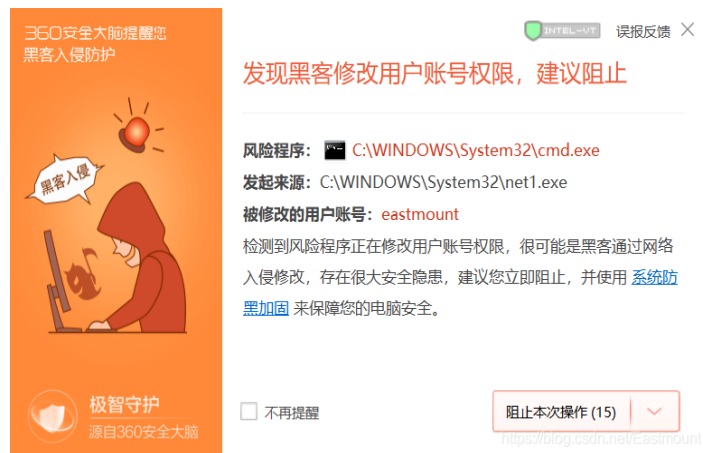 360安全大脑提醒您
黑客入侵防护
黑客入侵
极智守护
源自360安全大脑
INTEL-VT
误报反馈
发现黑客修改用户账号权限，建议阻止
风险程序： C:\WINDOWS\System32\cmd.exe
发起来源：C:\WINDOWS\System32\net1.exe
被修改的用户账号：eastmount
检测到风险程序正在修改用户账号权限，很可能是黑客通过网络
入侵修改，存在很大安全隐患，建议您立即阻止，并使用 系统防
黑加固 来保障您的电脑安全。
不再提醒
阻止本次操作 (15)
https://blog.csdn.net/Eastmount